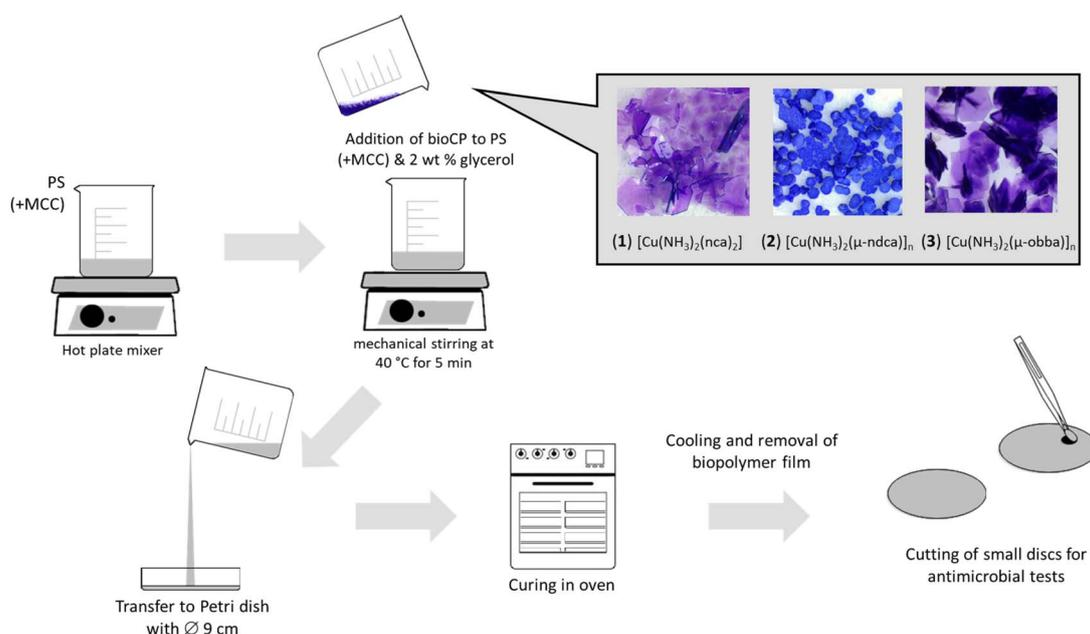 PS
(+MCC)
Hot plate mixer
Addition of bioCP to PS
(+MCC) & 2 wt % glycerol
mechanical stirring at
40 °C for 5 min
(1) [Cu(NH₃)₂(nca)₂]
(2) [Cu(NH₃)₂(μ-ndca)]ₙ
(3) [Cu(NH₃)₂(μ-obba)]ₙ
Transfer to Petri dish
with ∅ 9 cm
Curing in oven
Cooling and removal of
biopolymer film
Cutting of small discs for
antimicrobial tests